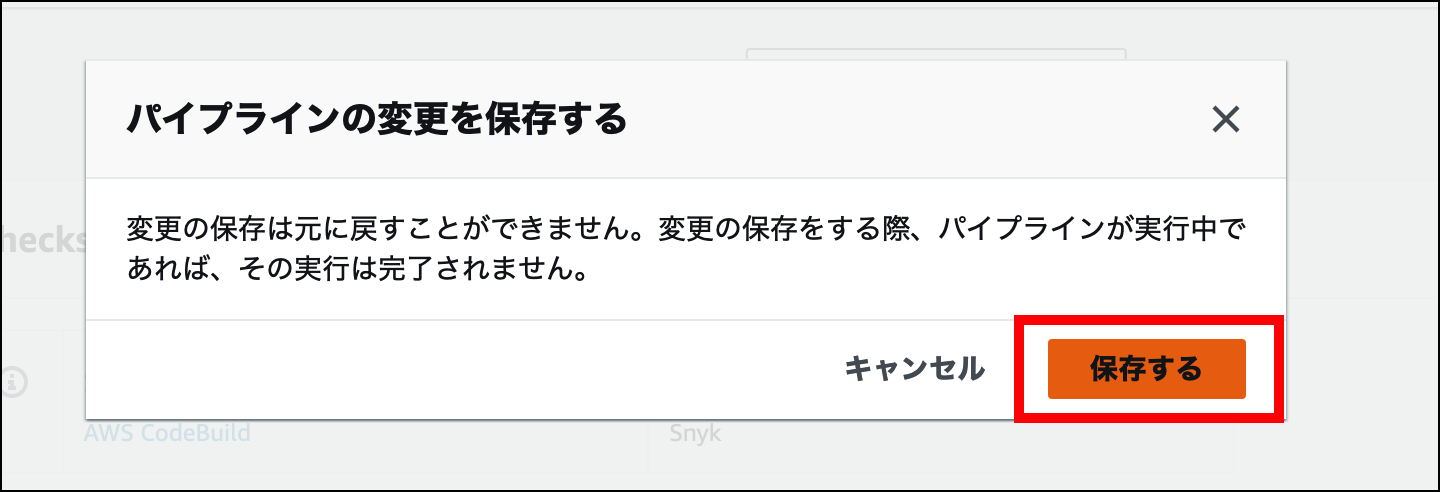 パイプラインの変更を保存する
変更の保存は元に戻すことができません。変更の保存をする際、パイプラインが実行中で
あれば、その実行は完了されません。
hecks
キャンセル
保存する
AWS CodeBuild
Snyk